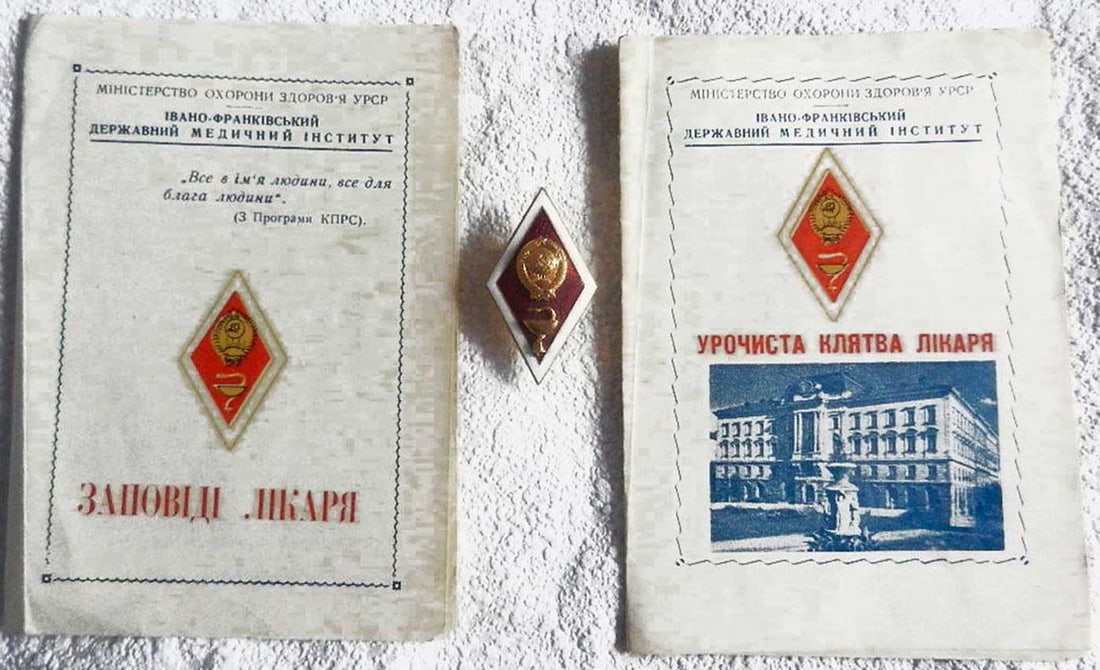 МІНІСТЕРСТВО ОХОРОНИ ЗДОРОВ'Я УРСР
ІВАНО-ФРАНКІВСЬКИЙ
ДЕРЖАВНИЙ МЕДИЧНИЙ ІНСТИТУТ
„Все в ім'я людини, все для
блага людини".
(З Програми КПРС).
ЗАПОВІДІ ЛІКАРЯ
МІНІСТЕРСТВО ОХОРОНИ ЗДОРОВ'Я УРСР
ІВАНО-ФРАНКІВСЬКИЙ
ДЕРЖАВНИЙ МЕДИЧНИЙ ІНСТИТУТ
УРОЧИСТА КЛЯТВА ЛІКАРЯ